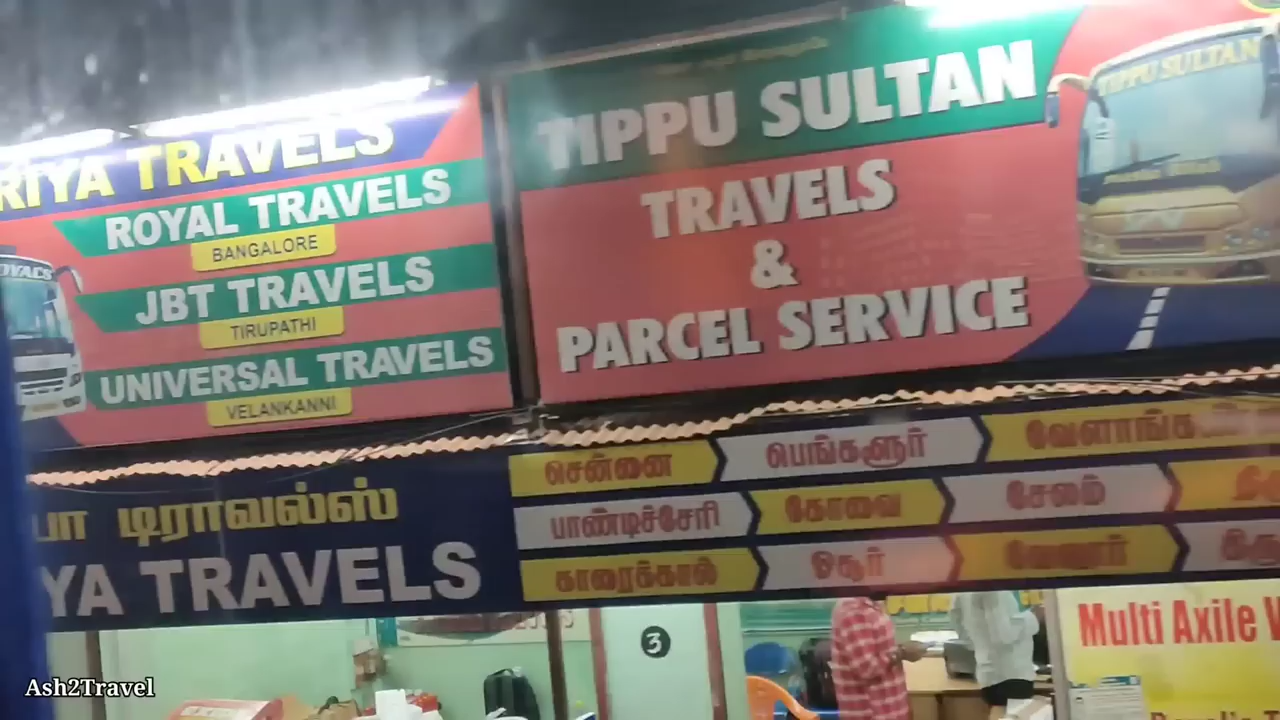 RIYA TRAVELS
ROYAL TRAVELS
BANGALORE
JBT TRAVELS
TIRUPATHI
UNIVERSAL TRAVELS
VELANKANNI
TIPPU SULTAN
TRAVELS
&
PARCEL SERVICE
TIPPU SULTAN
யா டிராவல்ஸ்
YA TRAVELS
சென்னை பெங்களூர்
பாண்டிச்சேரி கோவை சேலம்
காரைக்கால் ஓசூர் வேலூர்
3
Multi Axile
Ash2Travel